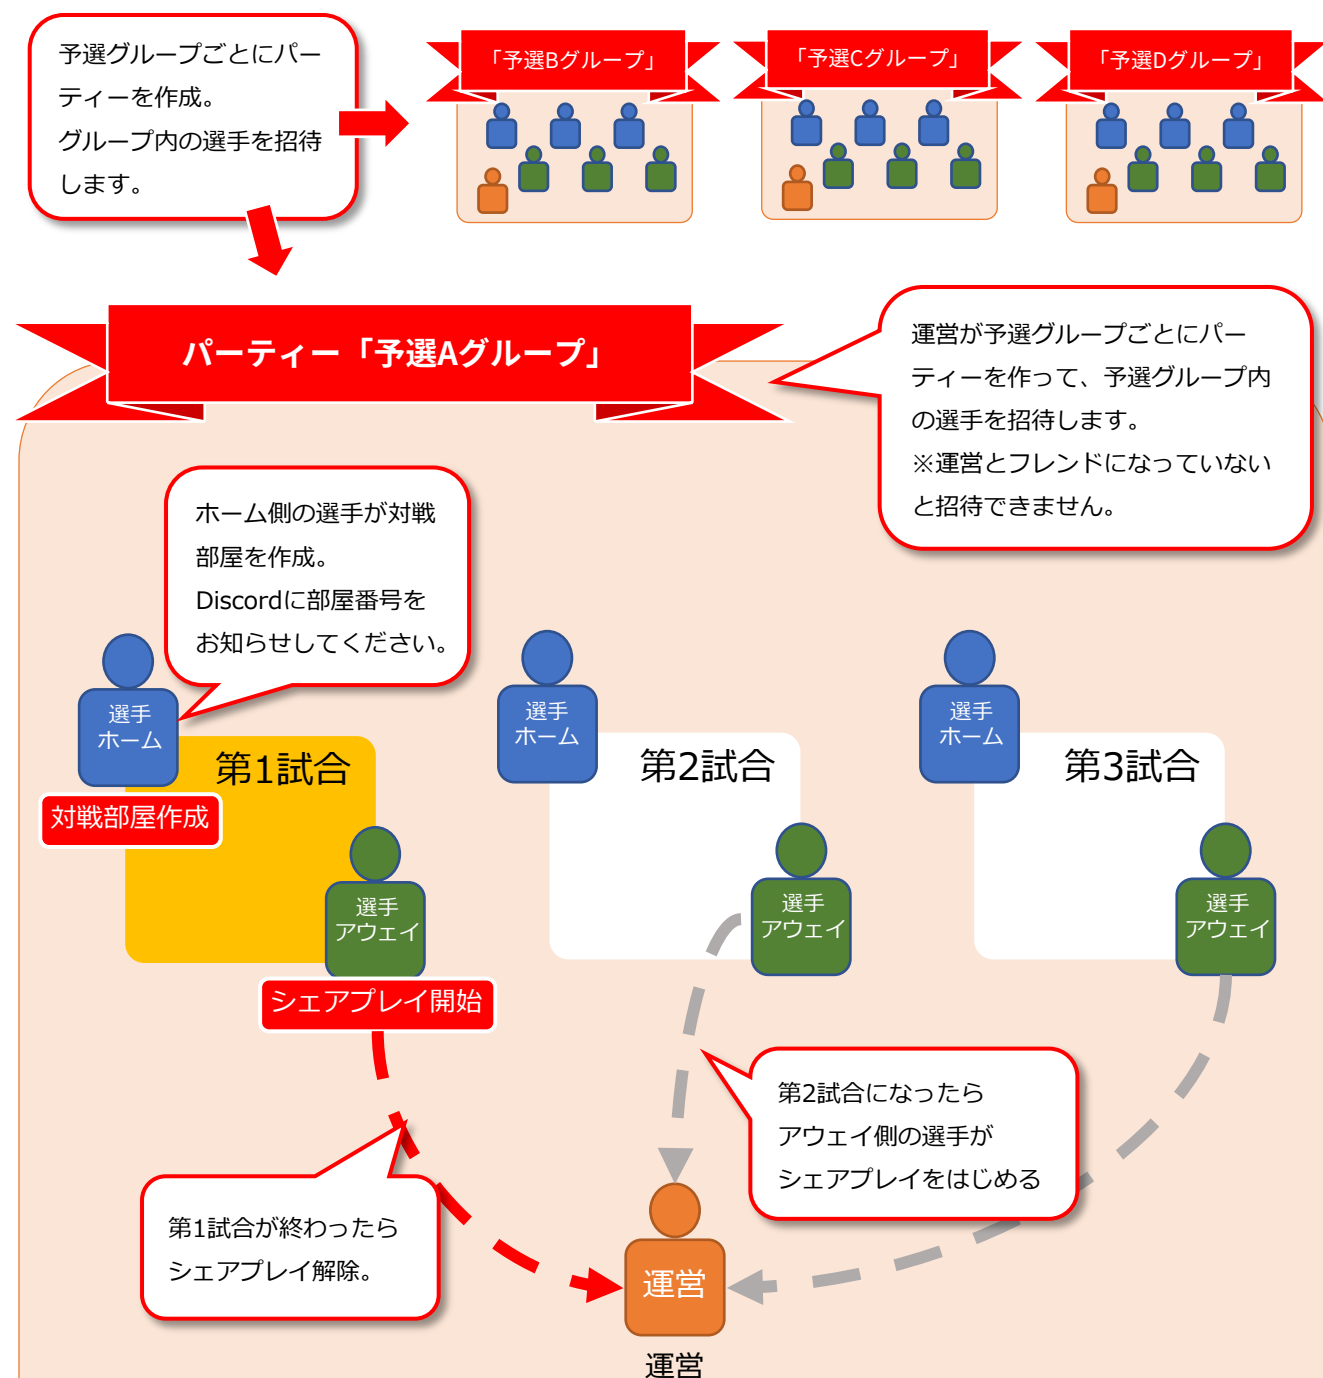 予選グループごとにパー
ティーを作成。
グループ内の選手を招待
します。
「予選Bグループ」
「予選Cグループ」
「予選Dグループ」
パーティー「予選Aグループ」
運営が予選グループごとにパー
ティーを作って、予選グループ内
の選手を招待します。
※運営とフレンドになっていない
と招待できません。
ホーム側の選手が対戦
部屋を作成。
Discordに部屋番号を
お知らせしてください。
選手
ホーム
第1試合
対戦部屋作成
選手
アウェイ
シェアプレイ開始
選手
ホーム
第2試合
選手
アウェイ
選手
ホーム
第3試合
選手
アウェイ
第2試合になったら
アウェイ側の選手が
シェアプレイをはじめる
第1試合が終わったら
シェアプレイ解除。
運営
運営